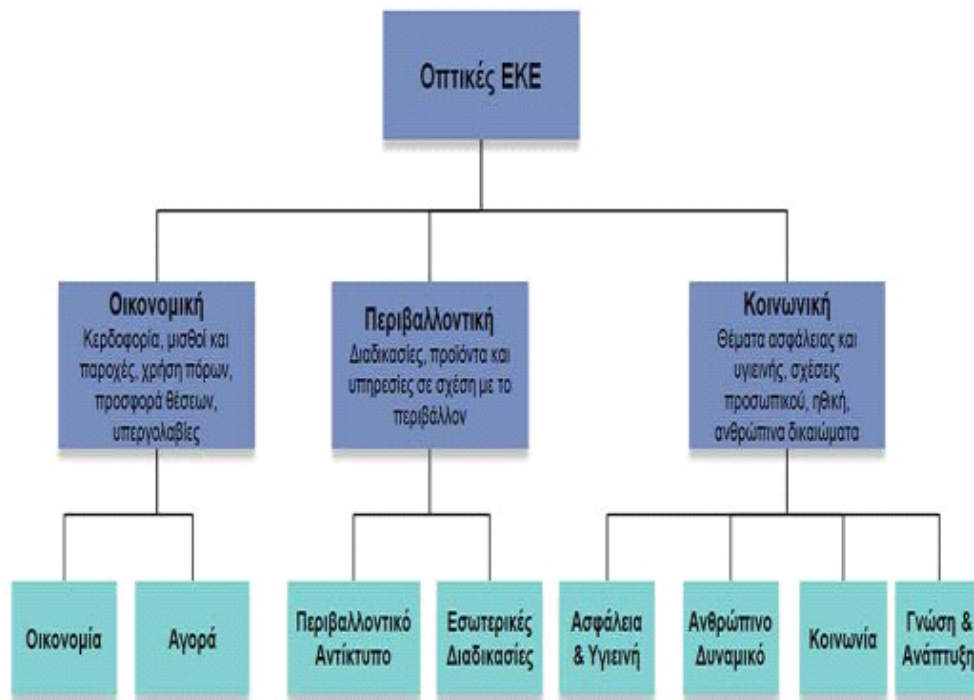 Οπτικές ΕΚΕ
Οικονομική
Κερδοφορία, μισθοί και
παροχές, χρήση πόρων,
προσφορά θέσεων,
υπεργολαβίες
Περιβαλλοντική
Διαδικασίες, προϊόντα και
υπηρεσίες σε σχέση με το
περιβάλλον
Κοινωνική
Θέματα ασφάλειας και
υγιεινής, σχέσεις
προσωπικού, ηθική,
ανθρώπινα δικαιώματα
Οικονομία
Αγορά
Περιβαλλοντικό
Αντίκτυπο
Εσωτερικές
Διαδικασίες
Ασφάλεια
& Υγιεινή
Ανθρώπινο
Δυναμικό
Κοινωνία
Γνώση &
Ανάπτυξη